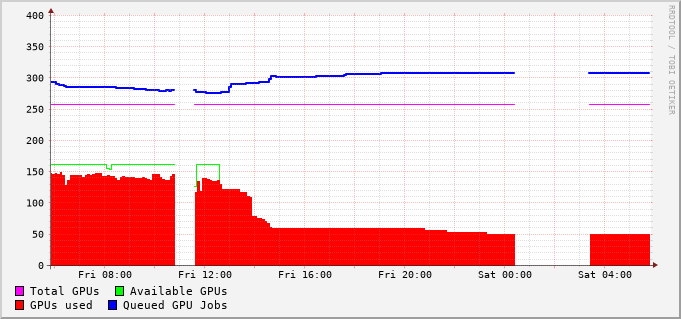 400
350
300
250
200
150
100
50
0
Fri 08:00 Fri 12:00 Fri 16:00 Fri 20:00 Sat 00:00 Sat 04:00
Total GPUs Available GPUs
GPUs used Queued GPU Jobs
RRDTOOL / TOBI OETIKER